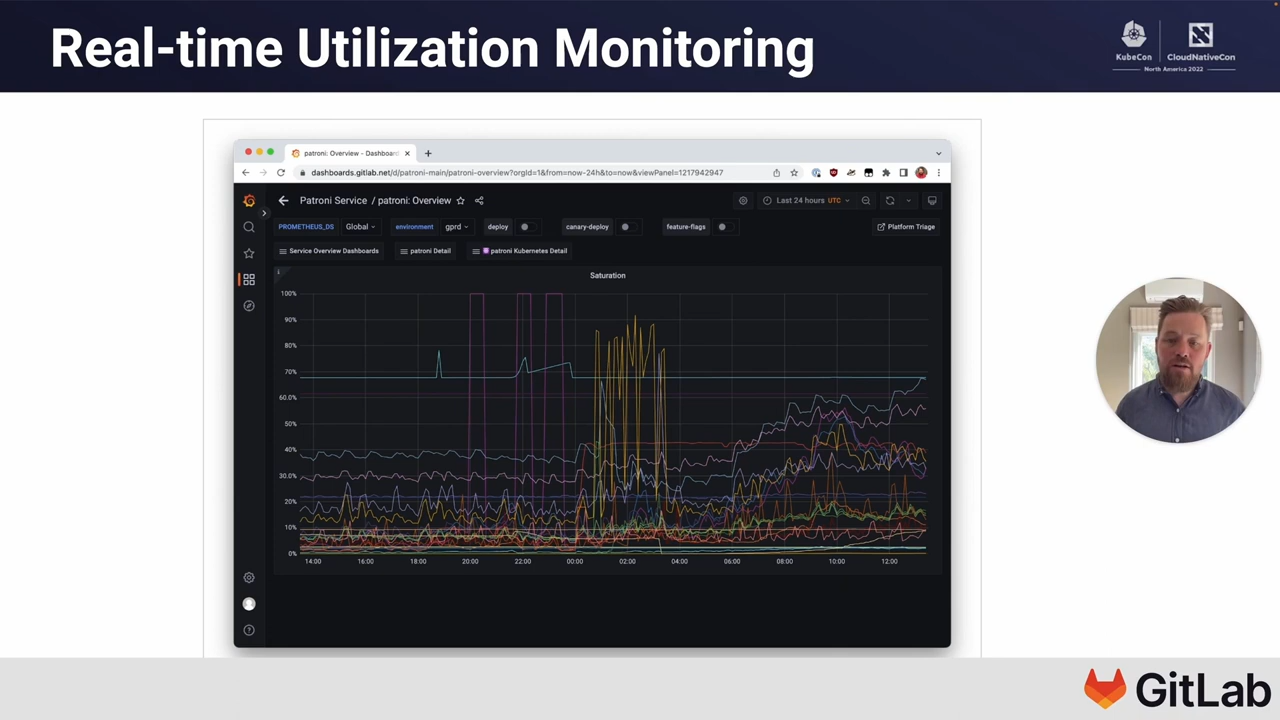 Real-time Utilization Monitoring
KubeCon
CloudNativeCon
North America 2022
patroni: Overview - Dashboard
dashboards.gitlab.net/d/patroni-main/patroni-overview?orgId=1&from=now-24h&to=now&viewPanel=1217942947
Patroni Service / patroni: Overview
Last 24 hours UTC
PROMETHEUS_DS Global environment gprd deploy canary-deploy feature-flags Platform Triage
Service Overview Dashboards patroni Detail patroni Kubernetes Detail
Saturation
100%
90%
80%
70%
60.0%
50%
40%
30.0%
20%
10%
0%
14:00 16:00 18:00 20:00 22:00 00:00 02:00 04:00 06:00 08:00 10:00 12:00
GitLab